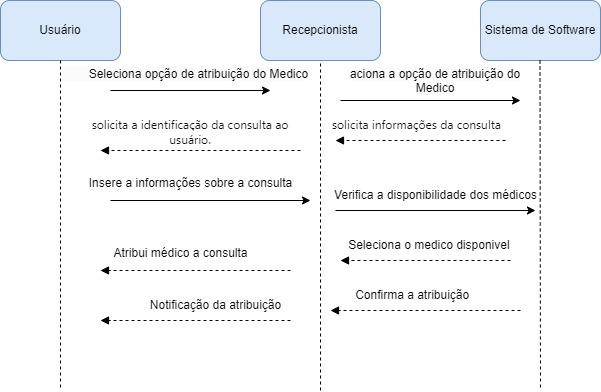 Usuário
Recepcionista
Sistema de Software
Seleciona opção de atribuição do Medico
aciona a opção de atribuição do
Medico
solicita a identificação da consulta ao
usuário.
solicita informações da consulta
Insere a informações sobre a consulta
Verifica a disponibilidade dos médicos
Seleciona o medico disponivel
Atribui médico a consulta
Confirma a atribuição
Notificação da atribuição